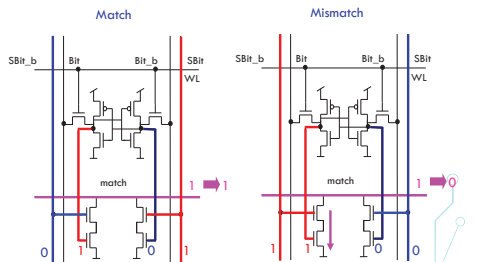 Match
Mismatch
SBit_b Bit Bit_b SBit
WL
SBit_b Bit Bit_b SBit
WL
match 1 1
match 1 0
0 1 0 1
1 1 0 0